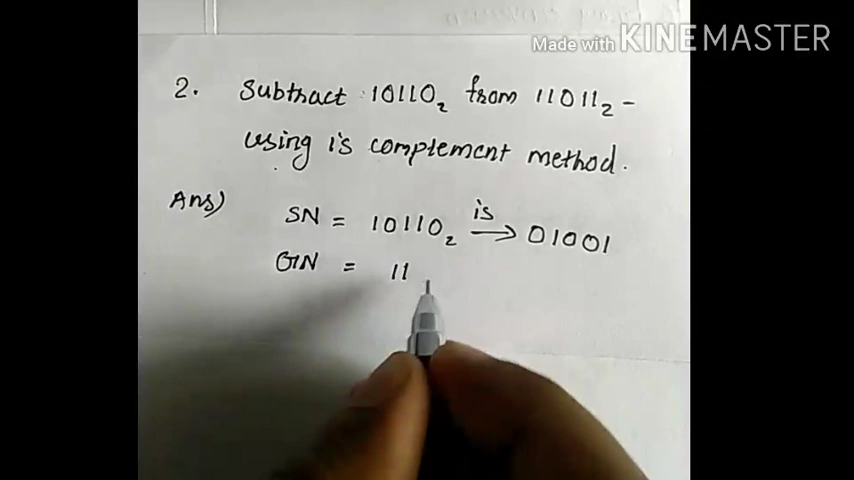 Made with KINEMASTER
2. Subtract 10110₂ from 11011₂ -
using 1's complement method.
Ans)
SN = 10110₂ 1's → 01001
GN = 11